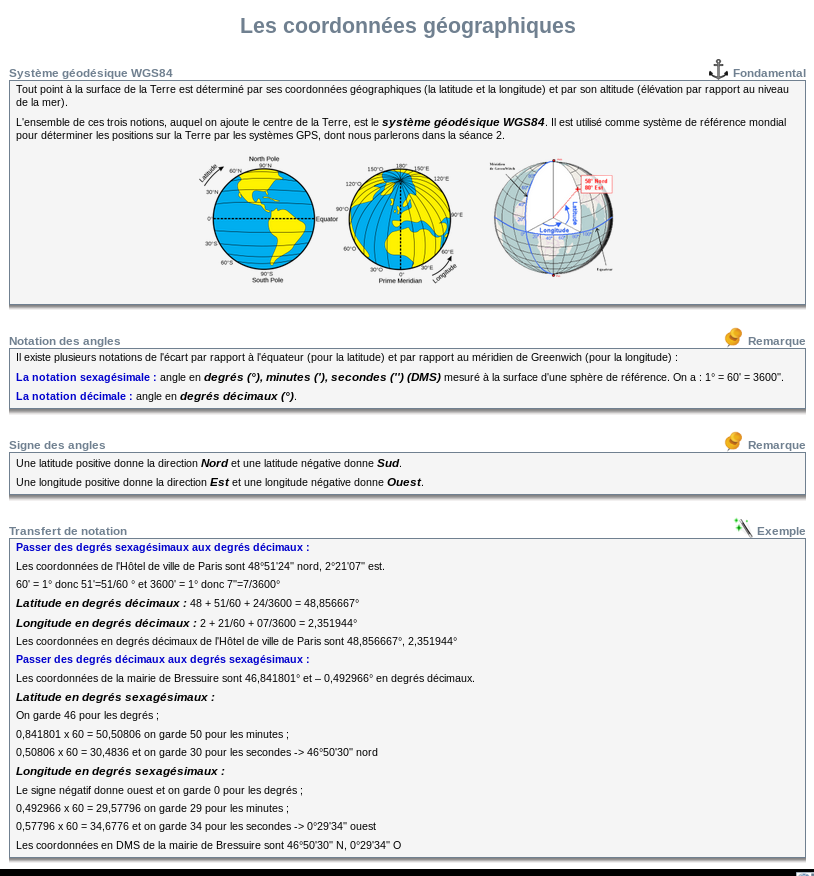 Les coordonnées géographiques
Système géodésique WGS84
Fondamental
Tout point à la surface de la Terre est déterminé par ses coordonnées géographiques (la latitude et la longitude) et par son altitude (élévation par rapport au niveau
de la mer).
L'ensemble de ces trois notions, auquel on ajoute le centre de la Terre, est le système géodésique WGS84. Il est utilisé comme système de référence mondial
pour déterminer les positions sur la Terre par les systèmes GPS, dont nous parlerons dans la séance 2.
Latitude
North Pole
90°N
60°N
30°N
0°
Equator
30°S
60°S
90°S
South Pole
180°
150°O
150°E
120°O
120°E
90°O
90°E
60°O
60°E
30°O
30°E
0°
Prime Meridian
Longitude
50° Nord
80° Est
Latitude
Longitude
Equateur
Notation des angles
Remarque
Il existe plusieurs notations de l'écart par rapport à l'équateur (pour la latitude) et par rapport au méridien de Greenwich (pour la longitude) :
La notation sexagésimale : angle en degrés (°), minutes ('), secondes ('') (DMS) mesuré à la surface d'une sphère de référence. On a : 1° = 60' = 3600''.
La notation décimale : angle en degrés décimaux (°).
Signe des angles
Remarque
Une latitude positive donne la direction Nord et une latitude négative donne Sud.
Une longitude positive donne la direction Est et une longitude négative donne Ouest.
Transfert de notation
Exemple
Passer des degrés sexagésimaux aux degrés décimaux :
Les coordonnées de l'Hôtel de ville de Paris sont 48°51'24'' nord, 2°21'07'' est.
60' = 1° donc 51'=51/60 ° et 3600' = 1° donc 7''=7/3600°
Latitude en degrés décimaux : 48 + 51/60 + 24/3600 = 48,856667°
Longitude en degrés décimaux : 2 + 21/60 + 07/3600 = 2,351944°
Les coordonnées en degrés décimaux de l'Hôtel de ville de Paris sont 48,856667°, 2,351944°
Passer des degrés décimaux aux degrés sexagésimaux :
Les coordonnées de la mairie de Bressuire sont 46,841801° et – 0,492966° en degrés décimaux.
Latitude en degrés sexagésimaux :
On garde 46 pour les degrés ;
0,841801 x 60 = 50,50806 on garde 50 pour les minutes ;
0,50806 x 60 = 30,4836 et on garde 30 pour les secondes -> 46°50'30'' nord
Longitude en degrés sexagésimaux :
Le signe négatif donne ouest et on garde 0 pour les degrés ;
0,492966 x 60 = 29,57796 on garde 29 pour les minutes ;
0,57796 x 60 = 34,6776 et on garde 34 pour les secondes -> 0°29'34'' ouest
Les coordonnées en DMS de la mairie de Bressuire sont 46°50'30'' N, 0°29'34'' O